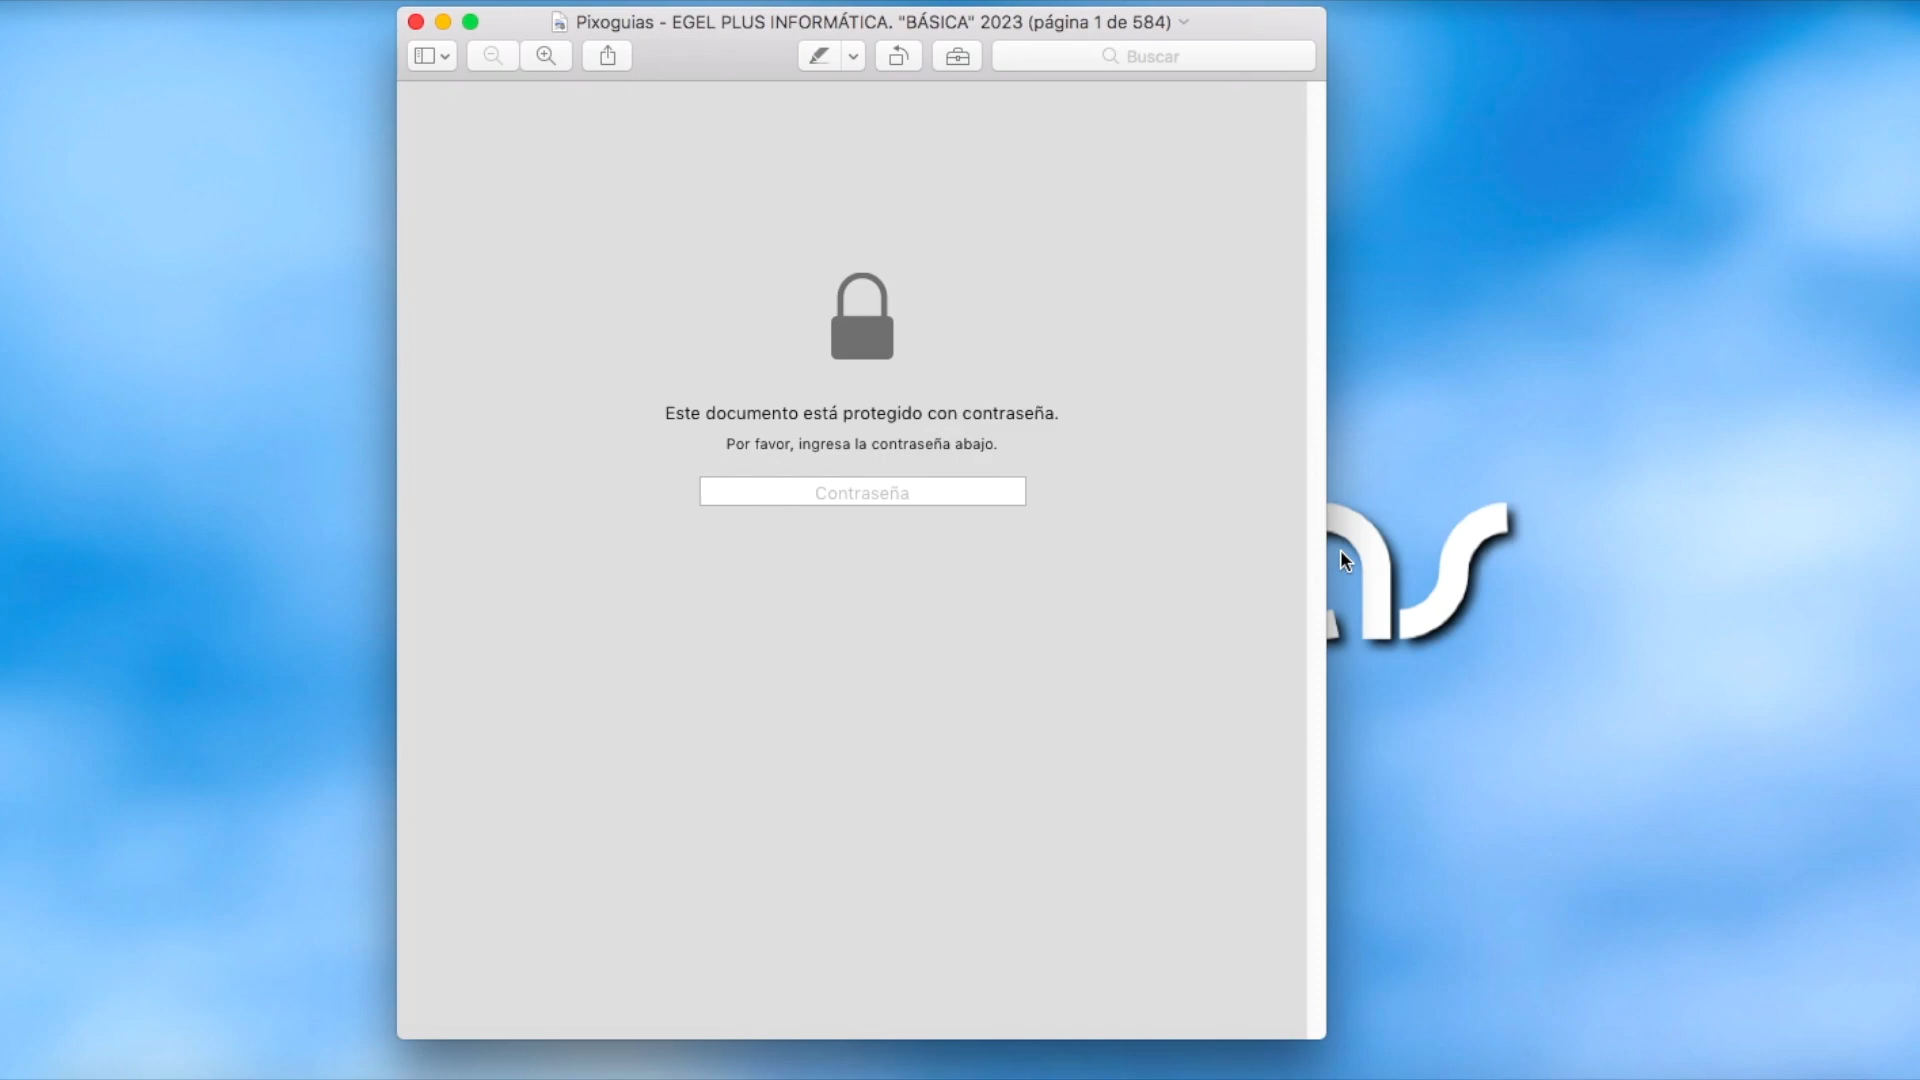 Pixoguias - EGEL PLUS INFORMÁTICA. "BÁSICA" 2023 (página 1 de 584)
Buscar
Este documento está protegido con contraseña.
Por favor, ingresa la contraseña abajo.
Contraseña
as